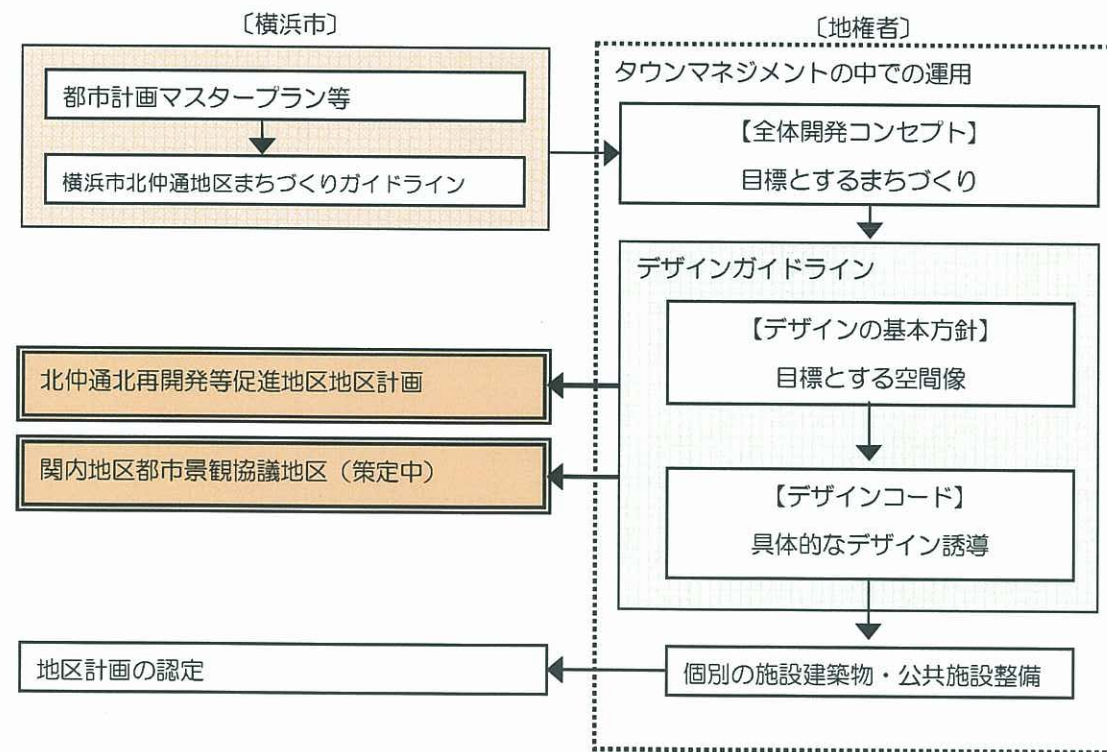 〔横浜市〕
都市計画マスタープラン等
横浜市北仲通地区まちづくりガイドライン
北仲通北再開発等促進地区地区計画
関内地区都市景観協議地区（策定中）
地区計画の認定
〔地権者〕
タウンマネジメントの中での運用
【全体開発コンセプト】
目標とするまちづくり
デザインガイドライン
【デザインの基本方針】
目標とする空間像
【デザインコード】
具体的なデザイン誘導
個別の施設建築物・公共施設整備